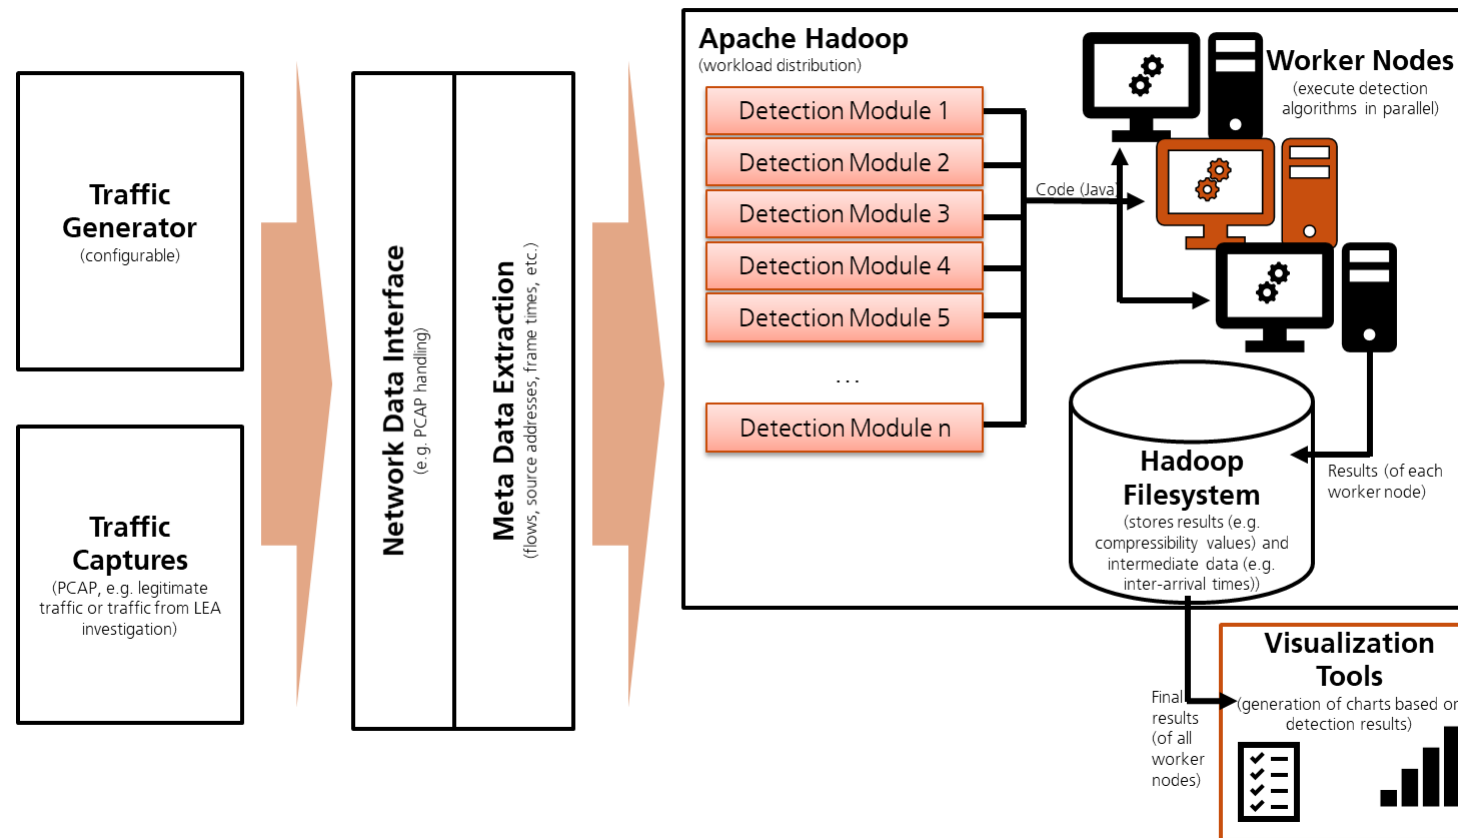 Traffic
Generator
(configurable)
Traffic
Captures
(PCAP, e.g. legitimate
traffic or traffic from LEA
investigation)
Network Data Interface
(e.g. PCAP handling)
Meta Data Extraction
(flows, source addresses, frame times, etc.)
Apache Hadoop
(workload distribution)
Detection Module 1
Detection Module 2
Detection Module 3
Detection Module 4
Detection Module 5
...
Detection Module n
Code (Java)
Worker Nodes
(execute detection
algorithms in parallel)
Results (of each
worker node)
Hadoop
Filesystem
(stores results (e.g.
compressibility values) and
intermediate data (e.g.
inter-arrival times))
Final
results
(of all
worker
nodes)
Visualization
Tools
(generation of charts based on
detection results)